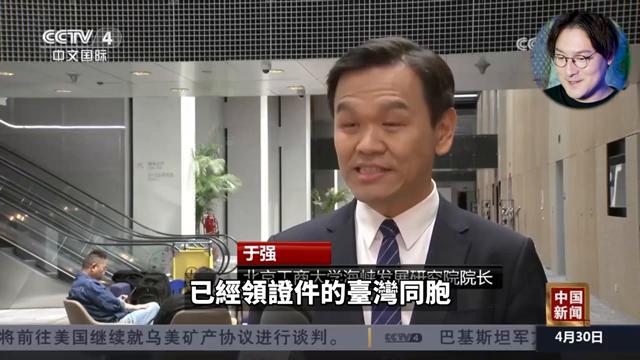 CCTV 4
中文国际
于强
北京工商大学海峡发展研究院院长
已經領證件的臺灣同胞
中国
新闻
将前往美国继续就乌美矿产协议进行谈判。 CCTV 巴基斯坦军
4月30日